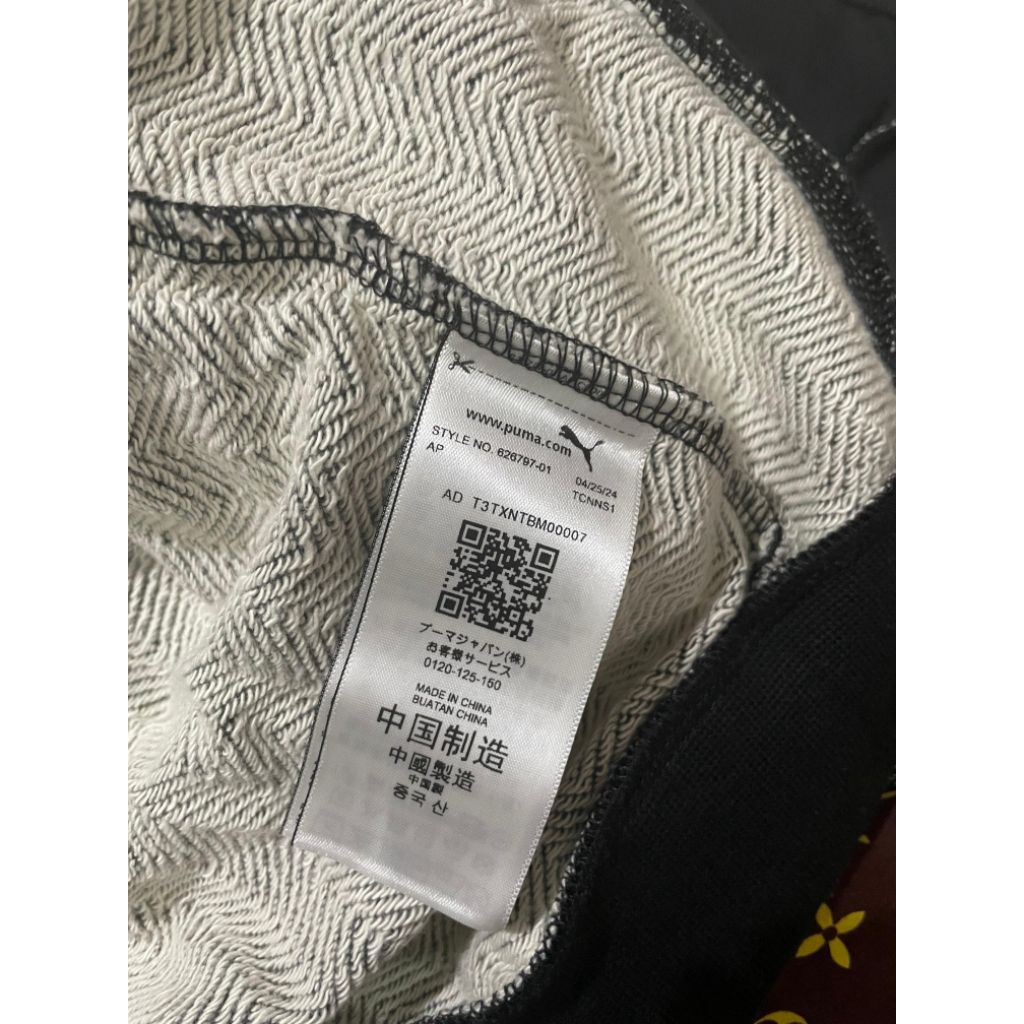 www.puma.com
STYLE NO. 626797-01
AP
04/25/24
TCNNS1
AD T3TXNTBM00007
プーマジャパン(株)
お客様サービス
0120-125-150
MADE IN CHINA
BUATAN CHINA
中国制造
中國製造
中国製
중국 산